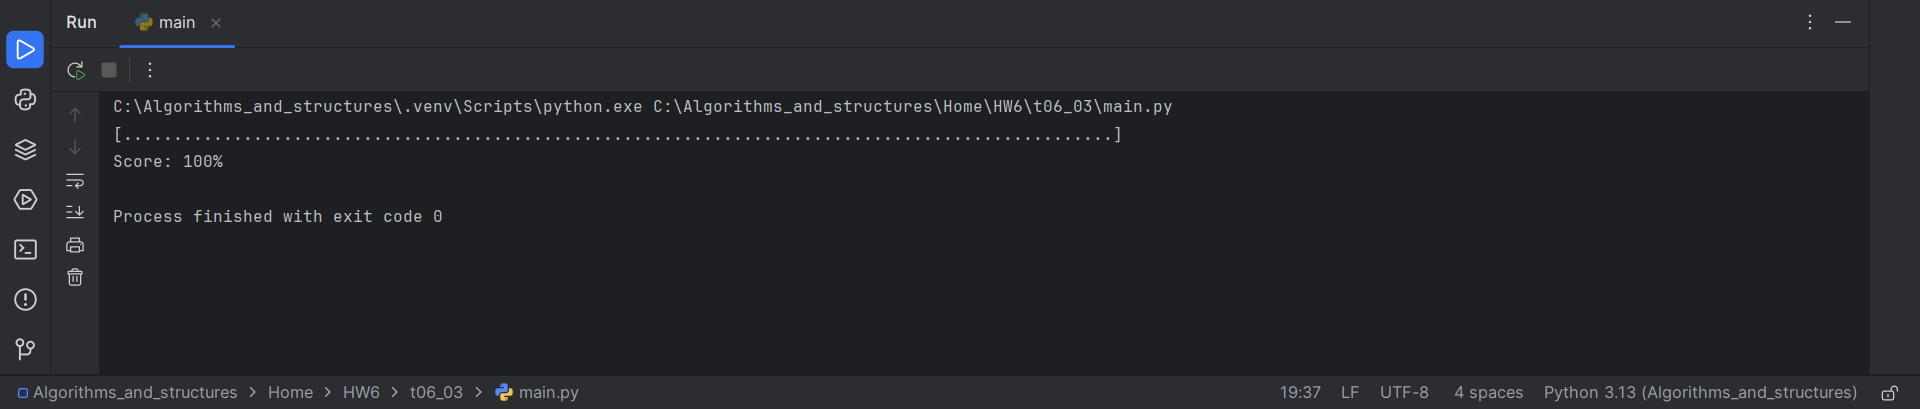 Run main
C:\Algorithms_and_structures\.venv\Scripts\python.exe C:\Algorithms_and_structures\Home\HW6\t06_03\main.py
[...................................................................................................]
Score: 100%
Process finished with exit code 0
Algorithms_and_structures > Home > HW6 > t06_03 > main.py 19:37 LF UTF-8 4 spaces Python 3.13 (Algorithms_and_structures)